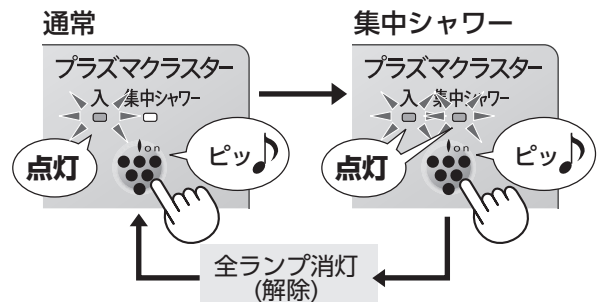 通常
プラズマクラスター
入 集中シャワー
点灯
on
ピッ
集中シャワー
プラズマクラスター
入 集中シャワー
点灯
on
ピッ
全ランプ消灯
(解除)